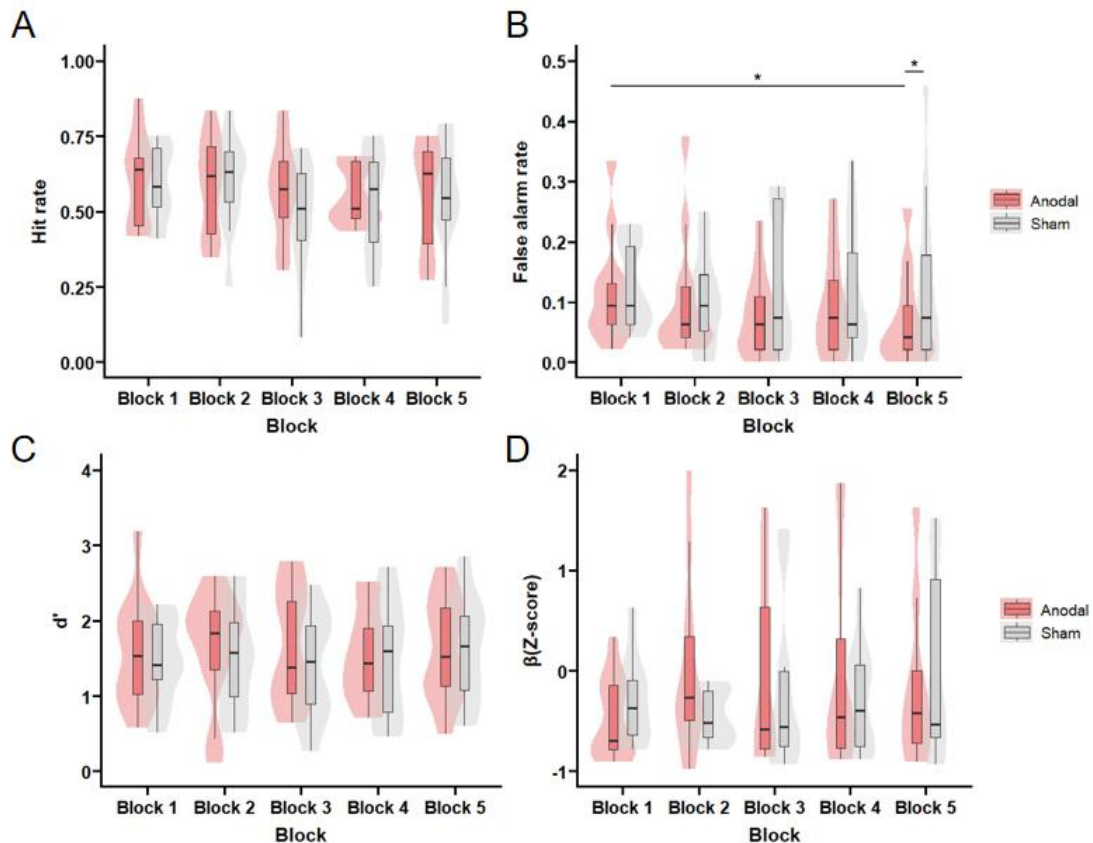 A
1.00
0.75
0.50
0.25
0.00
Hit rate
Block 1 Block 2 Block 3 Block 4 Block 5
Block
B
0.5
0.4
0.3
0.2
0.1
0.0
False alarm rate
*
*
Block 1 Block 2 Block 3 Block 4 Block 5
Block
Anodal
Sham
C
4
3
2
1
0
d'
Block 1 Block 2 Block 3 Block 4 Block 5
Block
D
2
1
0
-1
β(Z-score)
Block 1 Block 2 Block 3 Block 4 Block 5
Block
Anodal
Sham